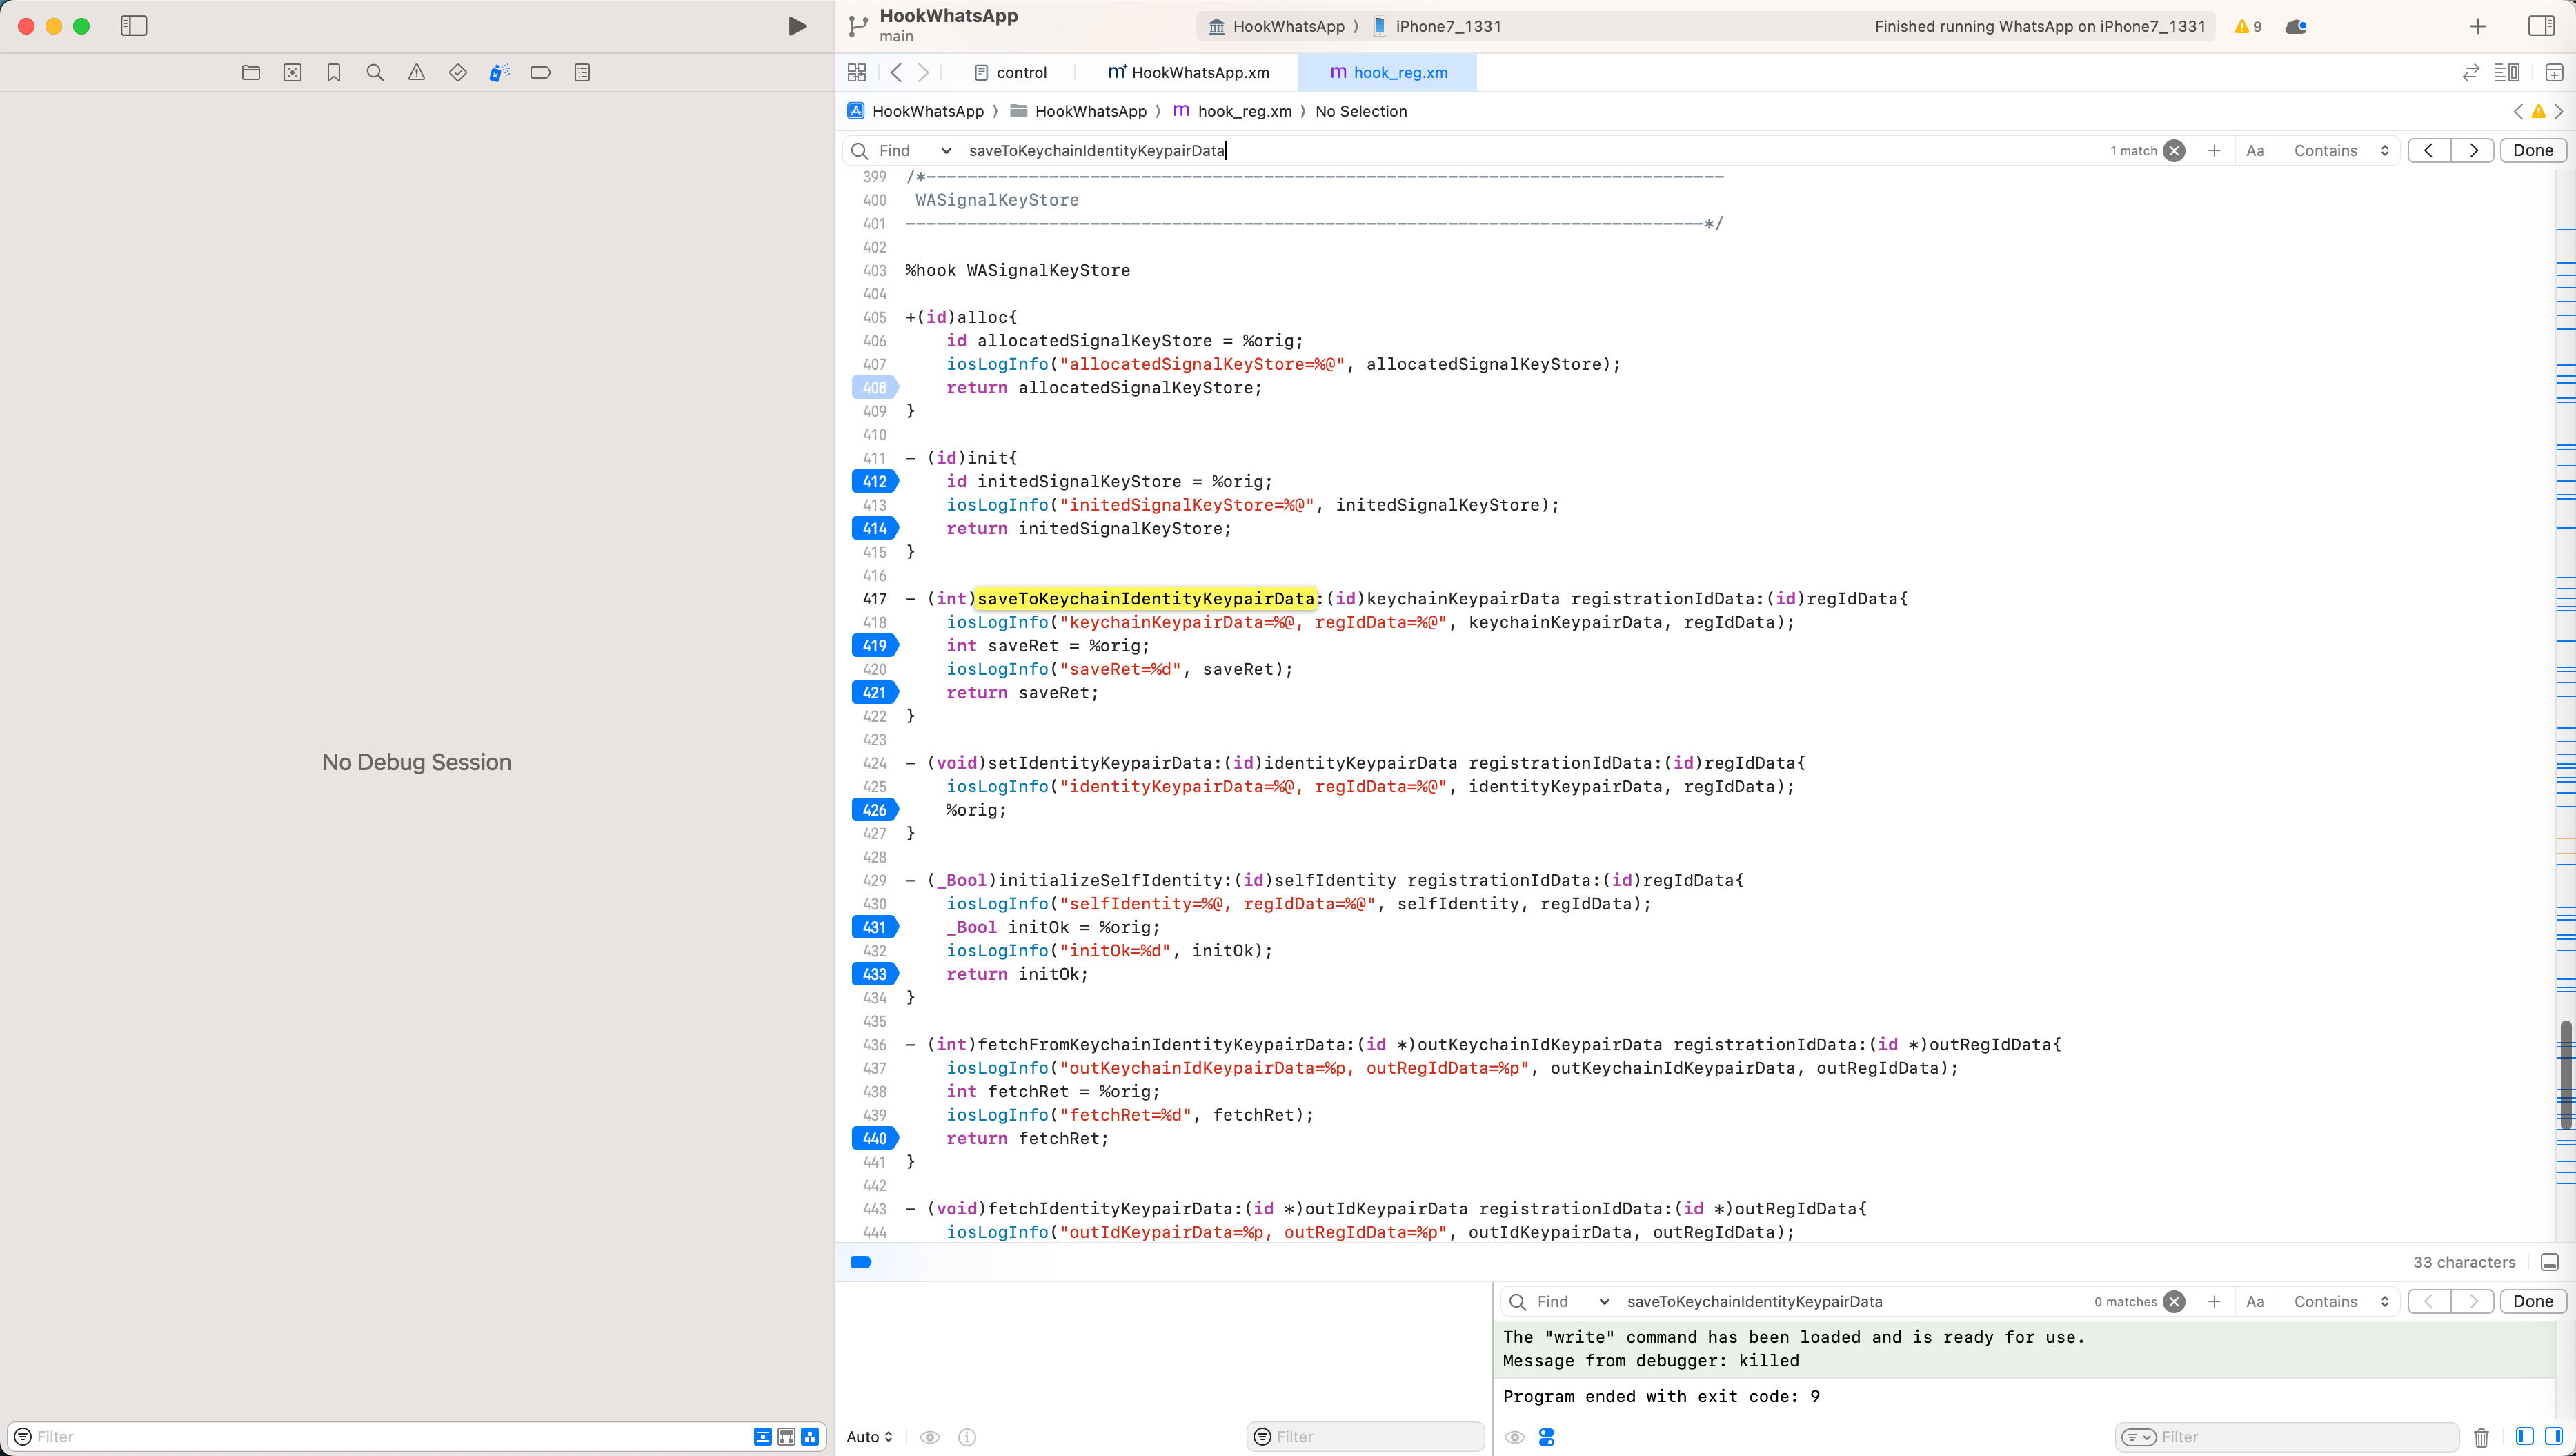 HookWhatsApp
main
HookWhatsApp
iPhone7_1331
Finished running WhatsApp on iPhone7_1331
9
control
HookWhatsApp.xm
hook_reg.xm
HookWhatsApp
HookWhatsApp
hook_reg.xm
No Selection
Find
saveToKeychainIdentityKeypairData
1 match
Aa
Contains
Done
399 /*------------------------------------------------------------------------------
400 WASignalKeyStore
401 ------------------------------------------------------------------------------*/
402
403 %hook WASignalKeyStore
404
405 +(id)alloc{
406 id allocatedSignalKeyStore = %orig;
407 iosLogInfo("allocatedSignalKeyStore=%@", allocatedSignalKeyStore);
408 return allocatedSignalKeyStore;
409 }
410
411 - (id)init{
412 id initedSignalKeyStore = %orig;
413 iosLogInfo("initedSignalKeyStore=%@", initedSignalKeyStore);
414 return initedSignalKeyStore;
415 }
416
417 - (int)saveToKeychainIdentityKeypairData:(id)keychainKeypairData registrationIdData:(id)regIdData{
418 iosLogInfo("keychainKeypairData=%@, regIdData=%@", keychainKeypairData, regIdData);
419 int saveRet = %orig;
420 iosLogInfo("saveRet=%d", saveRet);
421 return saveRet;
422 }
423
424 - (void)setIdentityKeypairData:(id)identityKeypairData registrationIdData:(id)regIdData{
425 iosLogInfo("identityKeypairData=%@, regIdData=%@", identityKeypairData, regIdData);
426 %orig;
427 }
428
429 - (_Bool)initializeSelfIdentity:(id)selfIdentity registrationIdData:(id)regIdData{
430 iosLogInfo("selfIdentity=%@, regIdData=%@", selfIdentity, regIdData);
431 _Bool initOk = %orig;
432 iosLogInfo("initOk=%d", initOk);
433 return initOk;
434 }
435
436 - (int)fetchFromKeychainIdentityKeypairData:(id *)outKeychainIdKeypairData registrationIdData:(id *)outRegIdData{
437 iosLogInfo("outKeychainIdKeypairData=%p, outRegIdData=%p", outKeychainIdKeypairData, outRegIdData);
438 int fetchRet = %orig;
439 iosLogInfo("fetchRet=%d", fetchRet);
440 return fetchRet;
441 }
442
443 - (void)fetchIdentityKeypairData:(id *)outIdKeypairData registrationIdData:(id *)outRegIdData{
444 iosLogInfo("outIdKeypairData=%p, outRegIdData=%p", outIdKeypairData, outRegIdData);
No Debug Session
33 characters
Find
saveToKeychainIdentityKeypairData
0 matches
Aa
Contains
Done
The "write" command has been loaded and is ready for use.
Message from debugger: killed
Program ended with exit code: 9
Filter
Auto
Filter
Filter